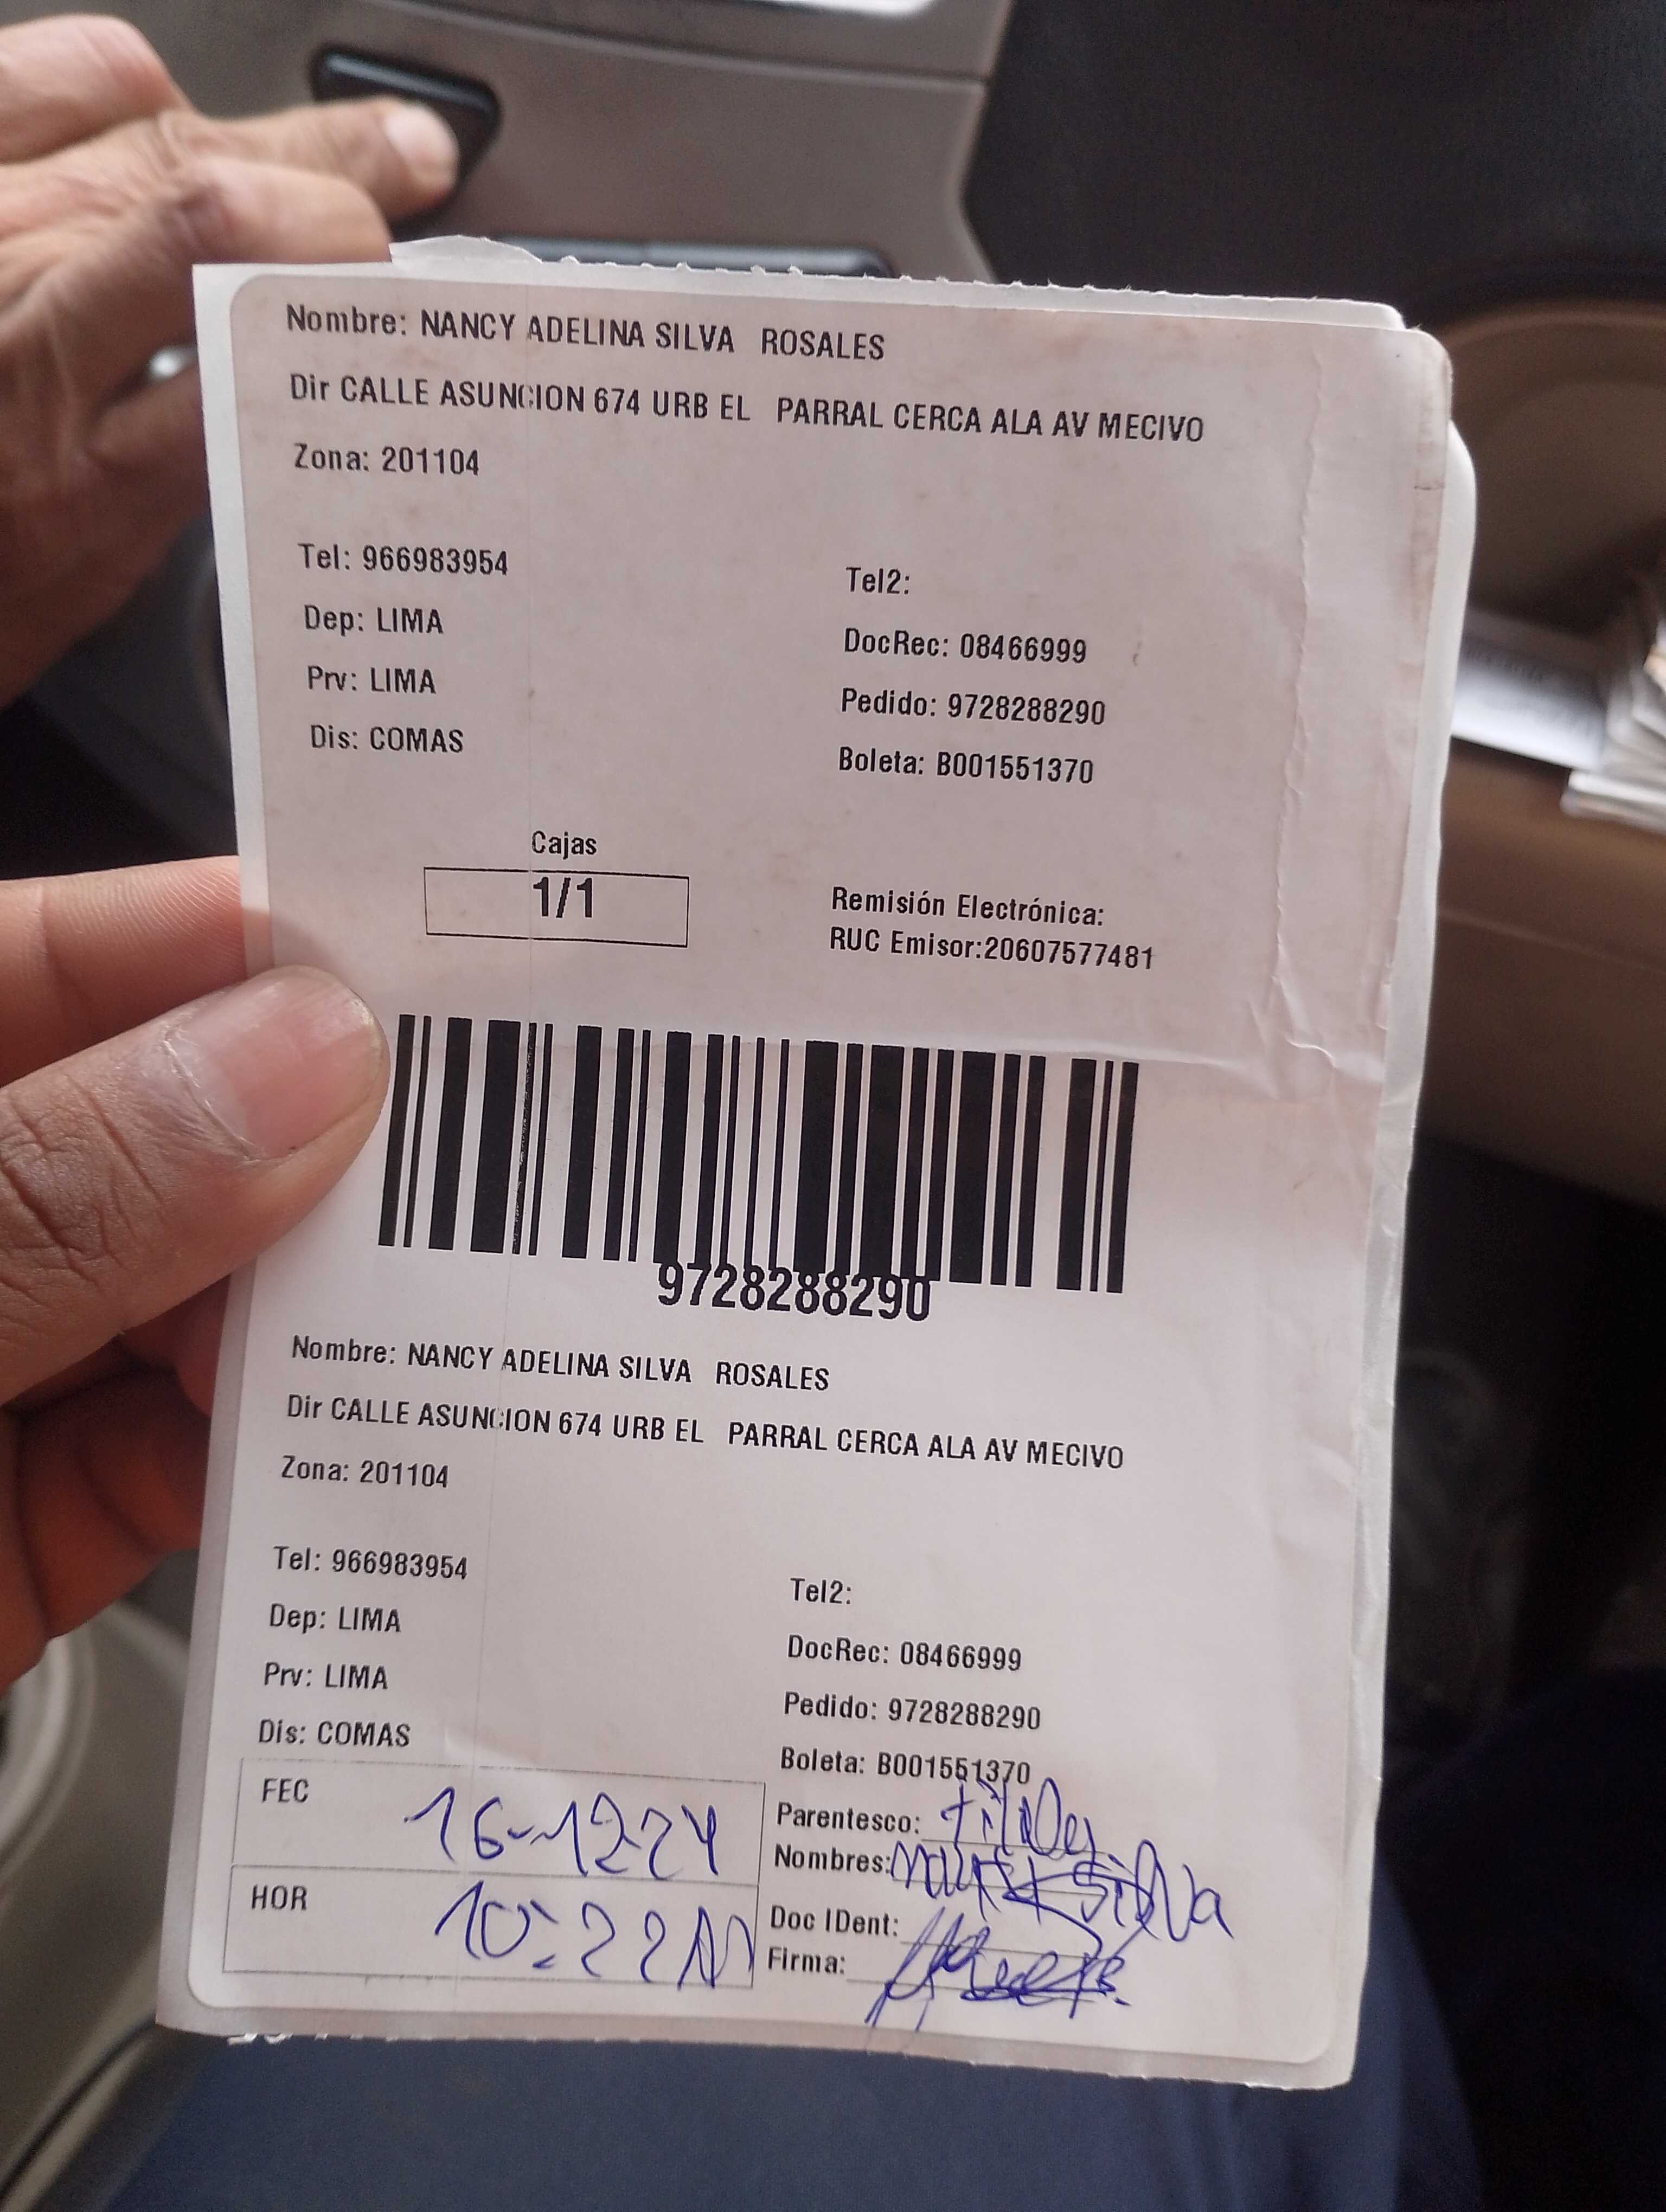 Nombre: NANCY ADELINA SILVA ROSALES
Dir CALLE ASUNCION 674 URB EL PARRAL CERCA ALA AV MECIVO
Zona: 201104
Tel: 966983954
Tel2:
Dep: LIMA
DocRec: 08466999
Prv: LIMA
Pedido: 9728288290
Dis: COMAS
Boleta: B001551370
Cajas
1/1
Remisión Electrónica:
RUC Emisor:20607577481
9728288290
Nombre: NANCY ADELINA SILVA ROSALES
Dir CALLE ASUNCION 674 URB EL PARRAL CERCA ALA AV MECIVO
Zona: 201104
Tel: 966983954
Tel2:
Dep: LIMA
DocRec: 08466999
Prv: LIMA
Pedido: 9728288290
Dis: COMAS
Boleta: B001551370
FEC 16-12-24
Parentesco:
Nombres: Silva
HOR 10:22
Doc IDent:
Firma: